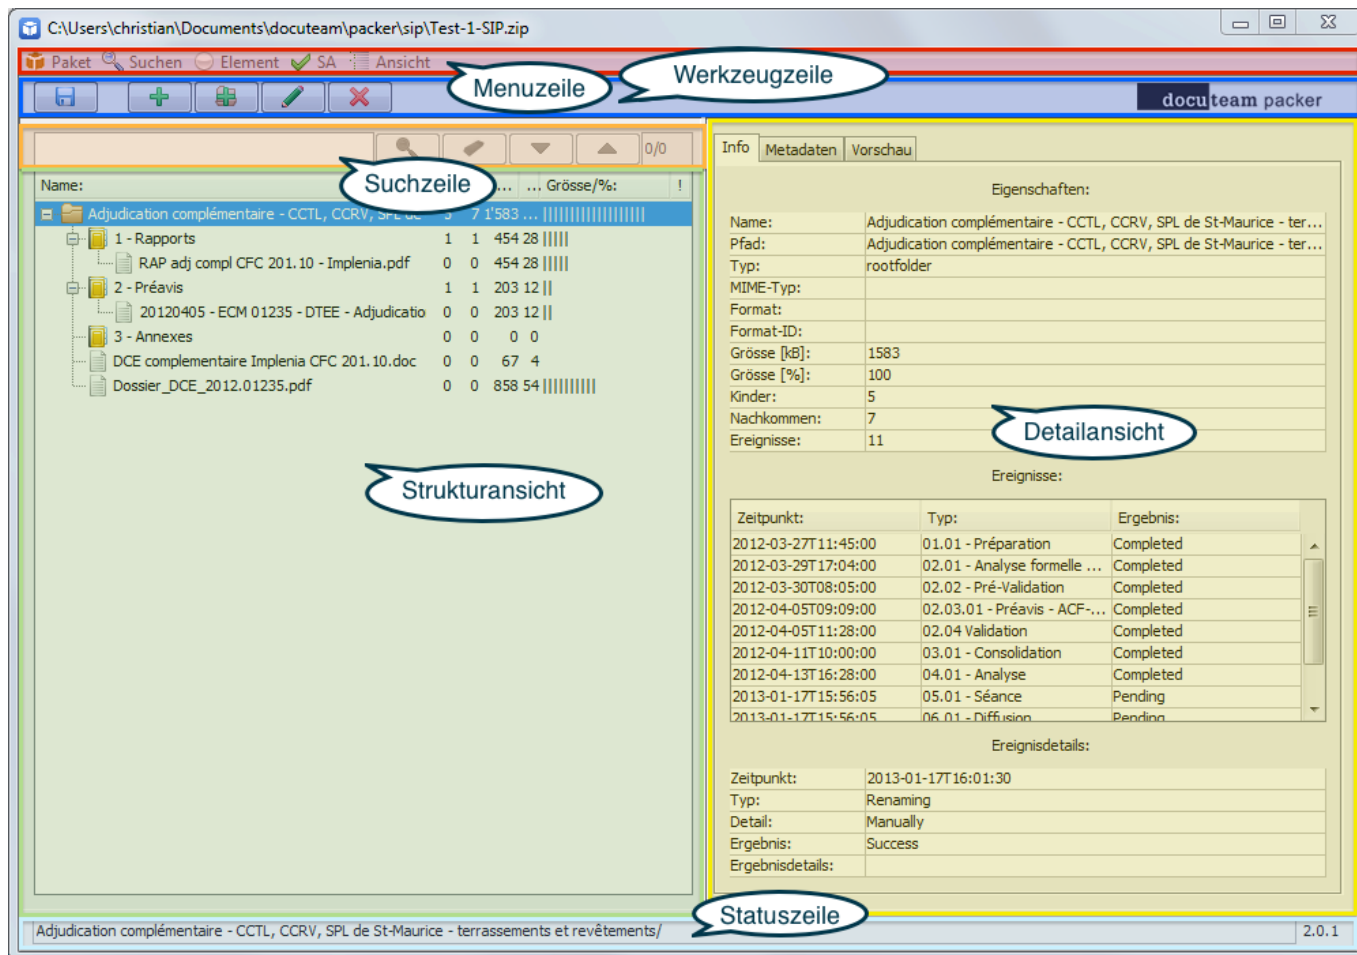 C:\Users\christian\Documents\docuteam\packer\sip\Test-1-SIP.zip
Paket Suchen Element SA Ansicht
Menuzeile
Werkzeugzeile
docuteam packer
0/0
Suchzeile
Name: ... ... Grösse/%: !
Adjudication complémentaire - CCTL, CCRV, SPL de 5 7 1'583 ...
1 - Rapports 1 1 454 28
RAP adj compl CFC 201.10 - Implenia.pdf 0 0 454 28
2 - Préavis 1 1 203 12
20120405 - ECM 01235 - DTEE - Adjudicatio 0 0 203 12
3 - Annexes 0 0 0 0
DCE complementaire Implenia CFC 201.10.doc 0 0 67 4
Dossier_DCE_2012.01235.pdf 0 0 858 54
Strukturansicht
Info Metadaten Vorschau
Eigenschaften:
Name: Adjudication complémentaire - CCTL, CCRV, SPL de St-Maurice - ter...
Pfad: Adjudication complémentaire - CCTL, CCRV, SPL de St-Maurice - ter...
Typ: rootfolder
MIME-Typ:
Format:
Format-ID:
Grösse [kB]: 1583
Grösse [%]: 100
Kinder: 5
Nachkommen: 7
Ereignisse: 11
Detailansicht
Ereignisse:
Zeitpunkt: Typ: Ergebnis:
2012-03-27T11:45:00 01.01 - Préparation Completed
2012-03-29T17:04:00 02.01 - Analyse formelle ... Completed
2012-03-30T08:05:00 02.02 - Pré-Validation Completed
2012-04-05T09:09:00 02.03.01 - Préavis - ACF-... Completed
2012-04-05T11:28:00 02.04 Validation Completed
2012-04-11T10:00:00 03.01 - Consolidation Completed
2012-04-13T16:28:00 04.01 - Analyse Completed
2013-01-17T15:56:05 05.01 - Séance Pending
2013-01-17T15:56:05 06.01 - Diffusion Pending
Ereignisdetails:
Zeitpunkt: 2013-01-17T16:01:30
Typ: Renaming
Detail: Manually
Ergebnis: Success
Ergebnisdetails:
Statuszeile
Adjudication complémentaire - CCTL, CCRV, SPL de St-Maurice - terrassements et revêtements/ 2.0.1